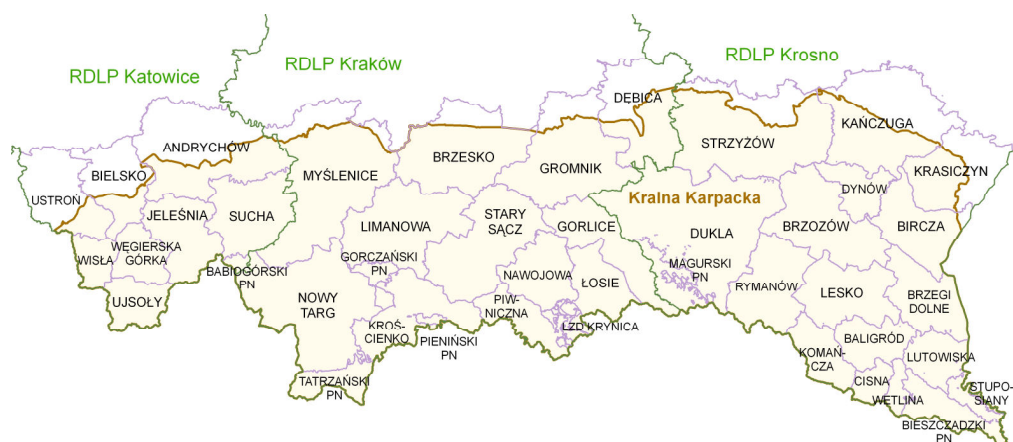 RDLP Katowice
RDLP Kraków
RDLP Krosno
DĘBICA
KAŃCZUGA
ANDRYCHÓW
STRZYŻÓW
BRZESKO
GROMNIK
KRASICZYN
BIELSKO
MYŚLENICE
USTROŃ
DYNÓW
Kraina Karpacka
JELEŚNIA
SUCHA
LIMANOWA
STARY
SĄCZ
GORLICE
DUKLA
BRZOZÓW
BIRCZA
WĘGIERSKA
GÓRKA
WISŁA
BABIOGÓRSKI
PN
GORCZAŃSKI
PN
NAWOJOWA
ŁOSIE
MAGURSKI
PN
RYMANÓW
LESKO
BRZEGI
DOLNE
UJSOŁY
NOWY
TARG
PIW-
NICZNA
KROŚ-
CIENKO
PIENIŃSKI
PN
LZD KRYNICA
BALIGRÓD
KOMAŃ-
CZA
LUTOWISKA
TATRZAŃSKI
PN
CISNA
WETLINA
STUPO-
SIANY
BIESZCZADZKI
PN